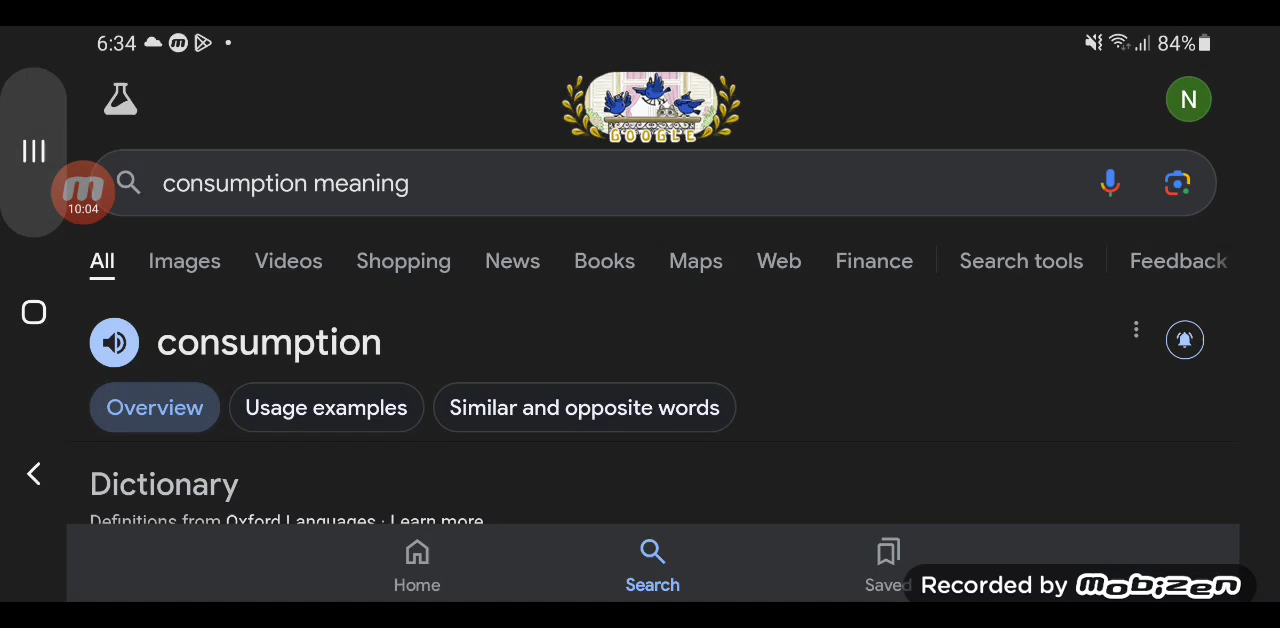 6:34 84%
GOOGLE
N
consumption meaning
10:04
All Images Videos Shopping News Books Maps Web Finance Search tools Feedback
consumption
Overview Usage examples Similar and opposite words
Dictionary
Definitions from Oxford Languages · Learn more
Home Search Saved
Recorded by mobizen